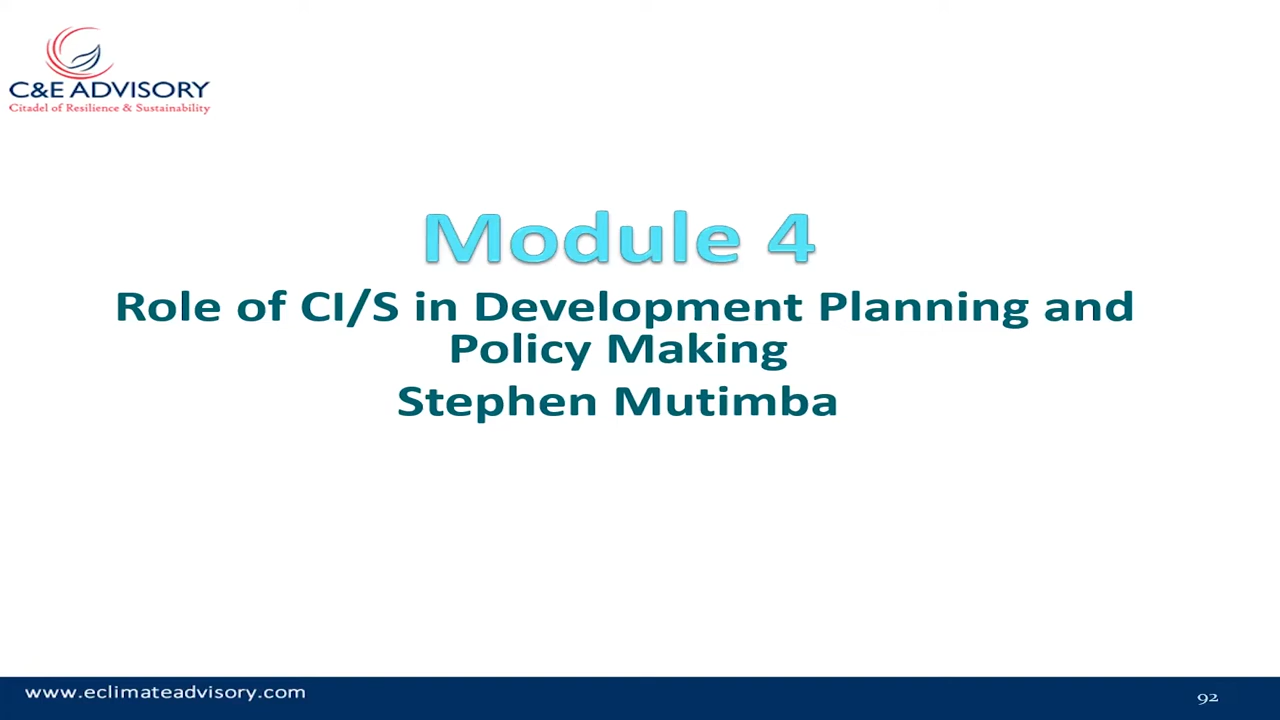 C&E ADVISORY
Citadel of Resilience & Sustainability
Module 4
Role of CI/S in Development Planning and
Policy Making
Stephen Mutimba
www.eclimateadvisory.com
92